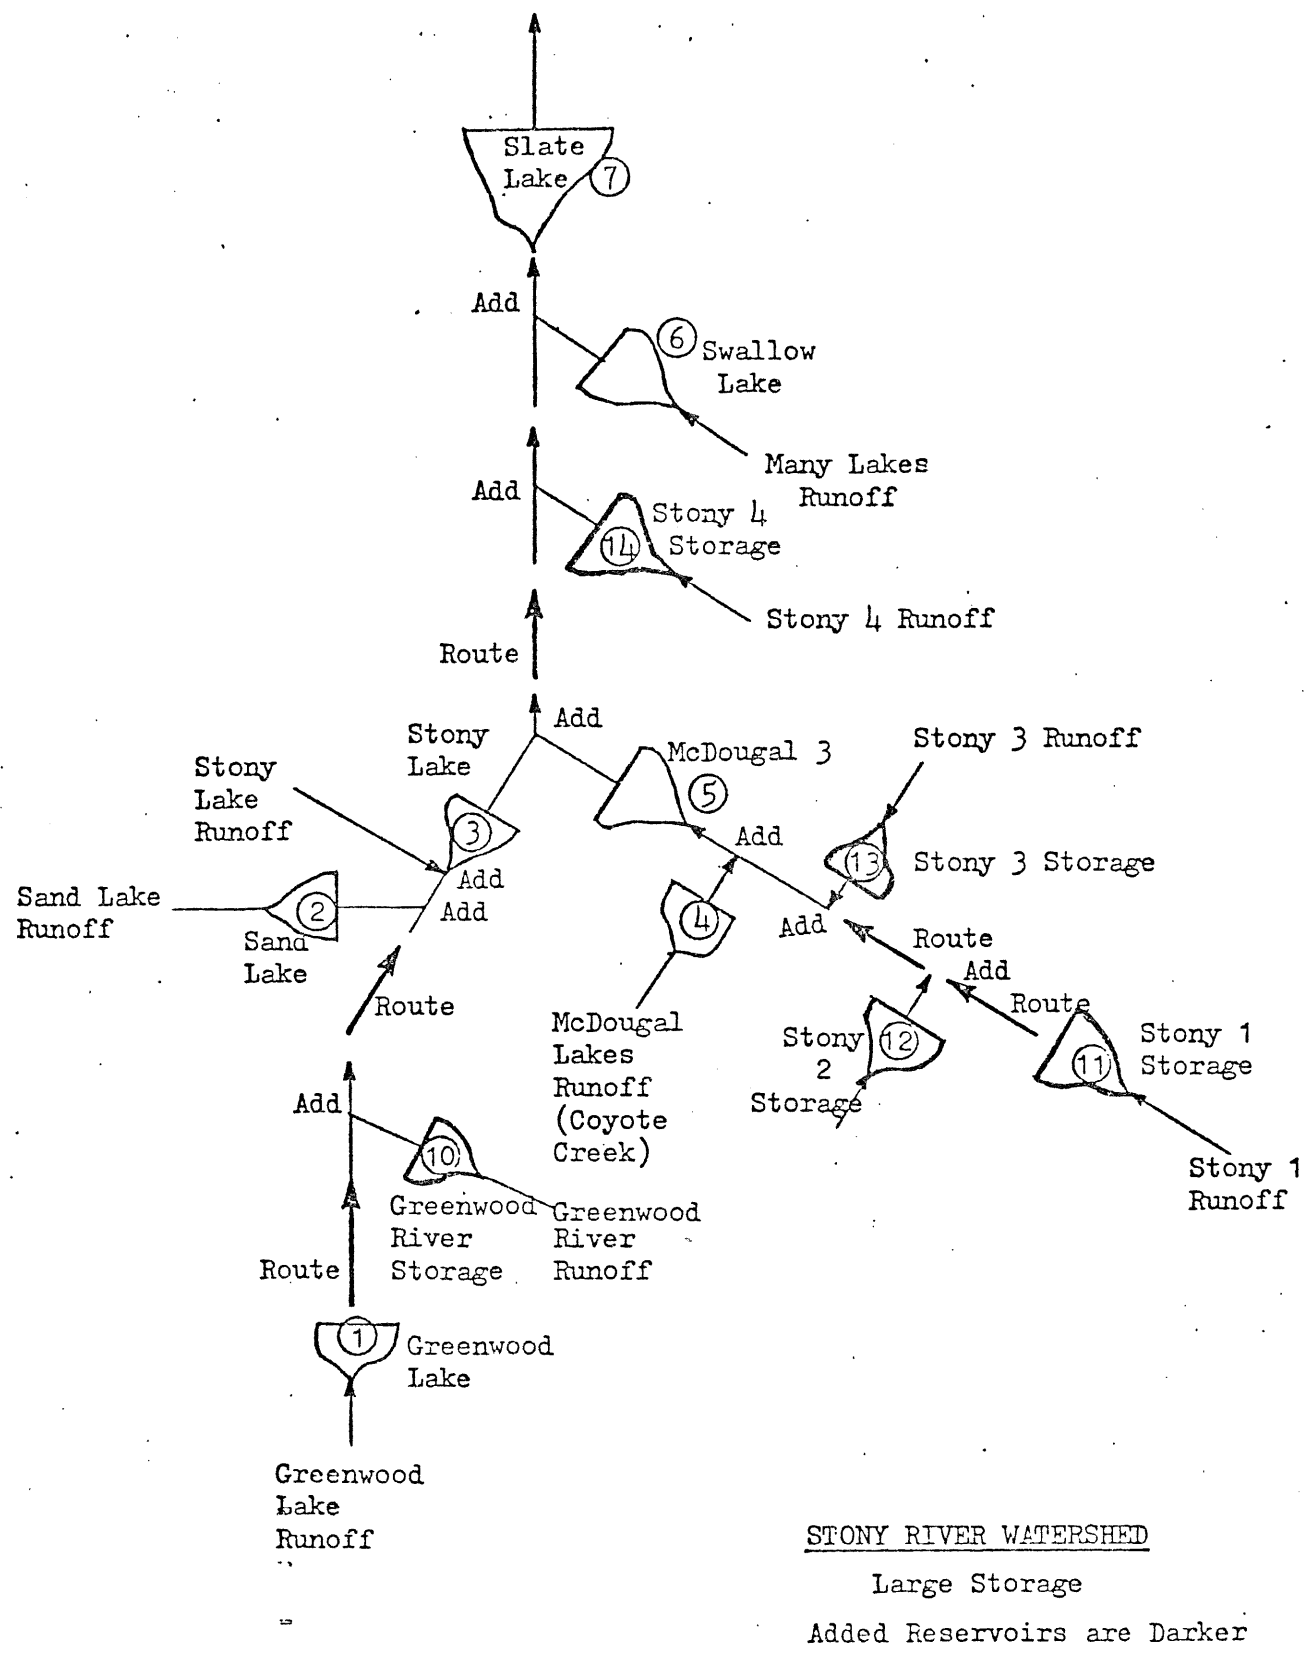 Slate
Lake
7
Add
6
Swallow
Lake
Many Lakes
Runoff
Add
Stony 4
Storage
14
Stony 4 Runoff
Route
Add
Stony
Lake
McDougal 3
5
Stony 3 Runoff
Stony
Lake
Runoff
3
Add
13
Stony 3 Storage
Add
Sand Lake
Runoff
2
Add
Sand
Lake
4
Add
Route
Add
Route
Route
McDougal
Lakes
Runoff
(Coyote
Creek)
Stony
2
Storage
12
11
Stony 1
Storage
Stony 1
Runoff
Add
10
Greenwood
River
Storage
Greenwood
River
Runoff
Route
1
Greenwood
Lake
Greenwood
Lake
Runoff
STONY RIVER WATERSHED
Large Storage
Added Reservoirs are Darker